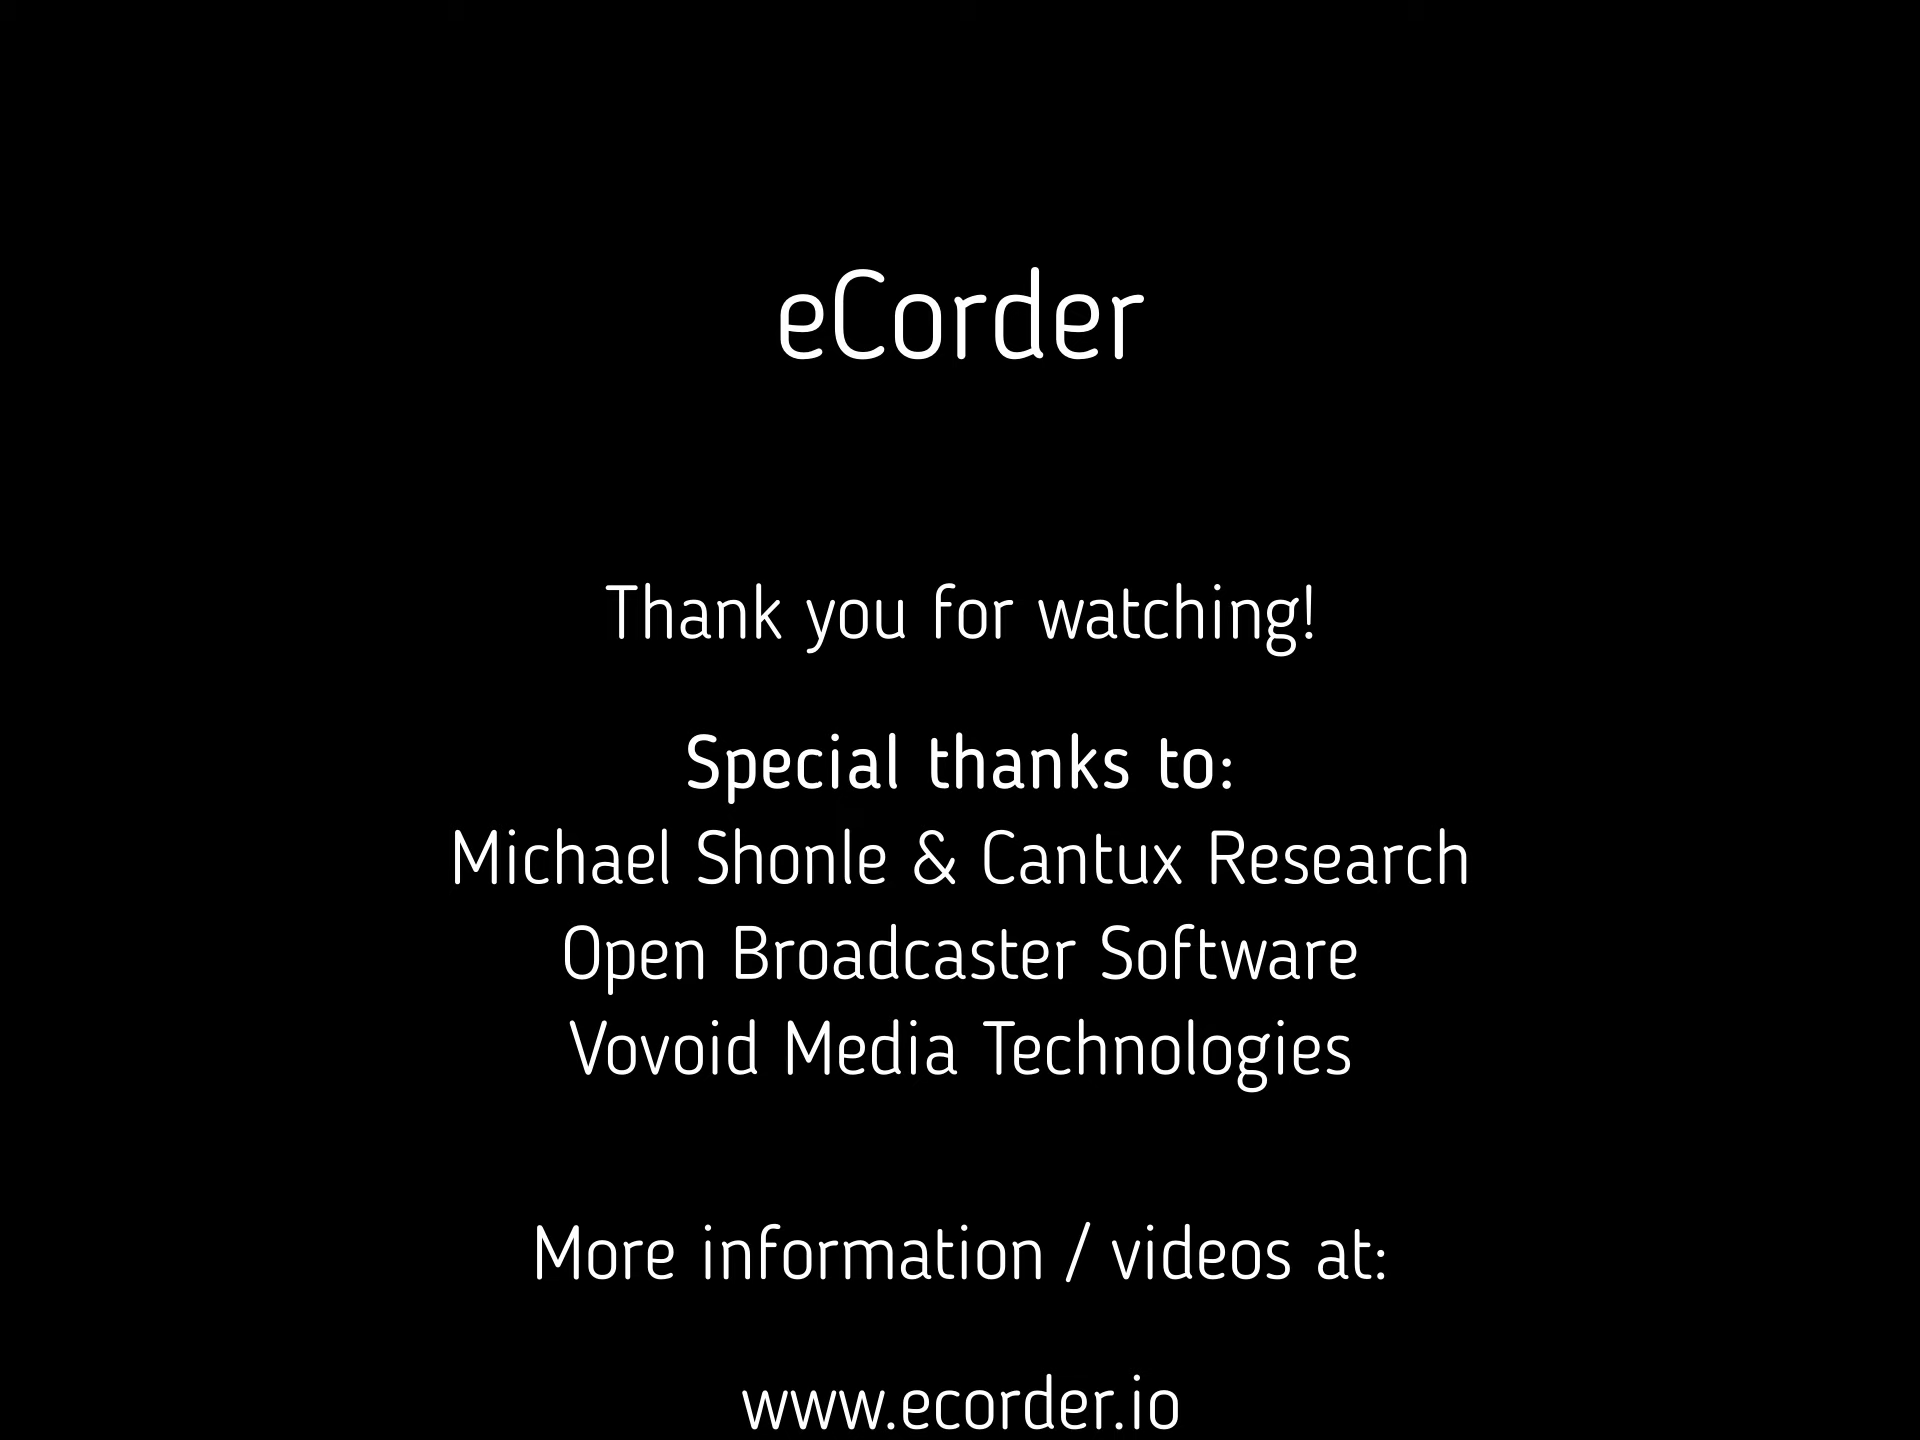 eCorder
Thank you for watching!
Special thanks to:
Michael Shonle & Cantux Research
Open Broadcaster Software
Vovoid Media Technologies
More information / videos at:
www.ecorder.io